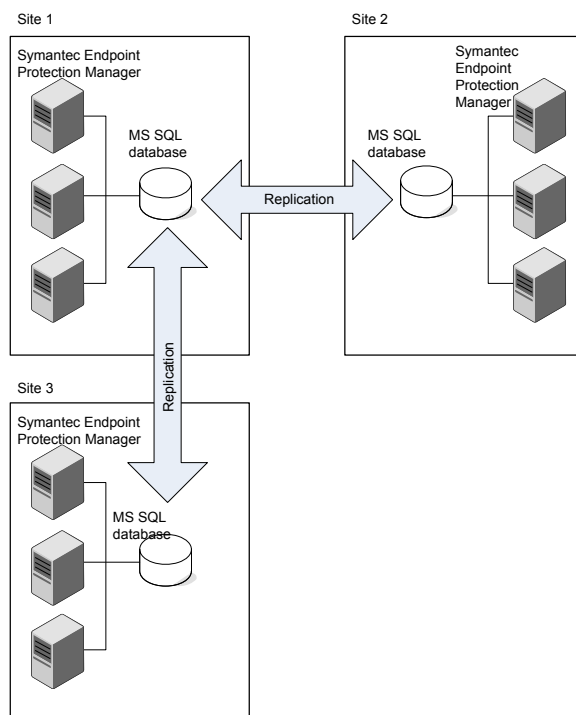 Site 1
Symantec Endpoint
Protection Manager
MS SQL
database
Replication
Site 2
Symantec
Endpoint
Protection
Manager
MS SQL
database
Replication
Site 3
Symantec Endpoint
Protection Manager
MS SQL
database